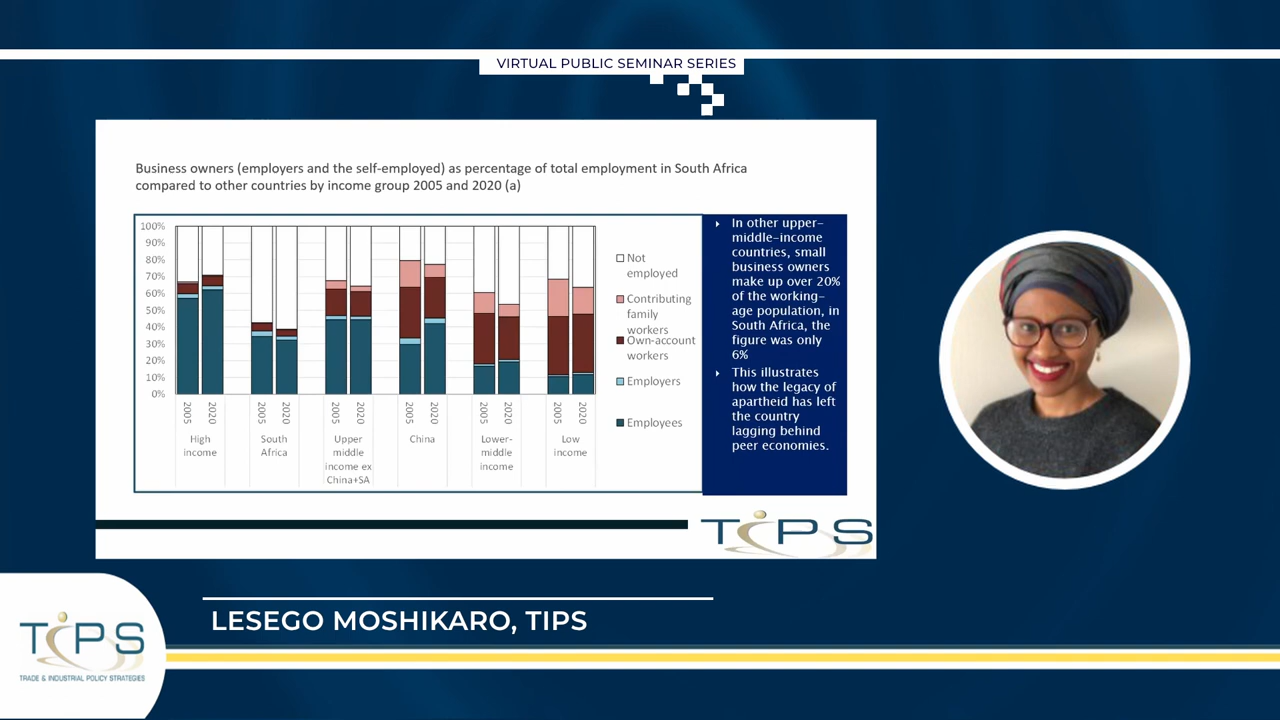 VIRTUAL PUBLIC SEMINAR SERIES
Business owners (employers and the self-employed) as percentage of total employment in South Africa
compared to other countries by income group 2005 and 2020 (a)
100%
90%
80%
70%
60%
50%
40%
30%
20%
10%
0%
2005
2020
2005
2020
2005
2020
2005
2020
2005
2020
2005
2020
High
income
South
Africa
Upper
middle
income ex
China+SA
China
Lower-
middle
income
Low
income
Not
employed
Contributing
family
workers
Own-account
workers
Employers
Employees
In other upper-
middle-income
countries, small
business owners
make up over 20%
of the working-
age population, in
South Africa, the
figure was only
6%
This illustrates
how the legacy of
apartheid has left
the country
lagging behind
peer economies.
TIPS
LESEGO MOSHIKARO, TIPS
TIPS
TRADE & INDUSTRIAL POLICY STRATEGIES